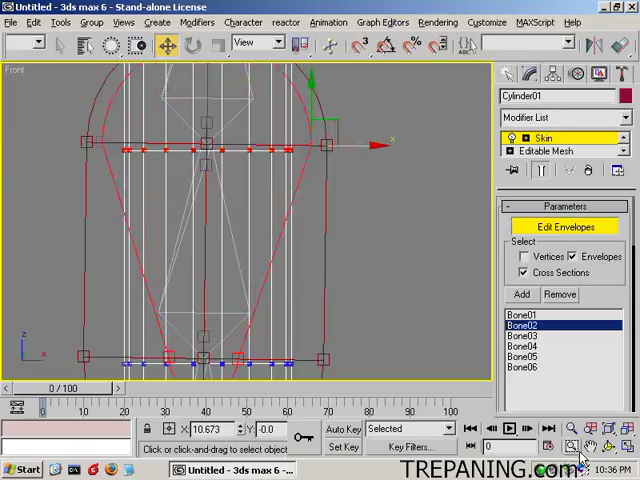 Untitled - 3ds max 6 - Stand-alone License
File Edit Tools Group Views Create Modifiers Character reactor Animation Graph Editors Rendering Customize MAXScript Help
View
Front
x
z
x
Cylinder01
Modifier List
Skin
Editable Mesh
Parameters
Edit Envelopes
Select
Vertices Envelopes
Cross Sections
Add Remove
Bone01
Bone02
Bone03
Bone04
Bone05
Bone06
0 / 100
0 10 20 30 40 50 60 70 80 90 100
X: 10.673 Y: -0.0
Auto Key Selected
Click or click-and-drag to select object
Set Key Key Filters... 0
Start Untitled - 3ds max 6 -... 10:36 PM
TREPANING.com